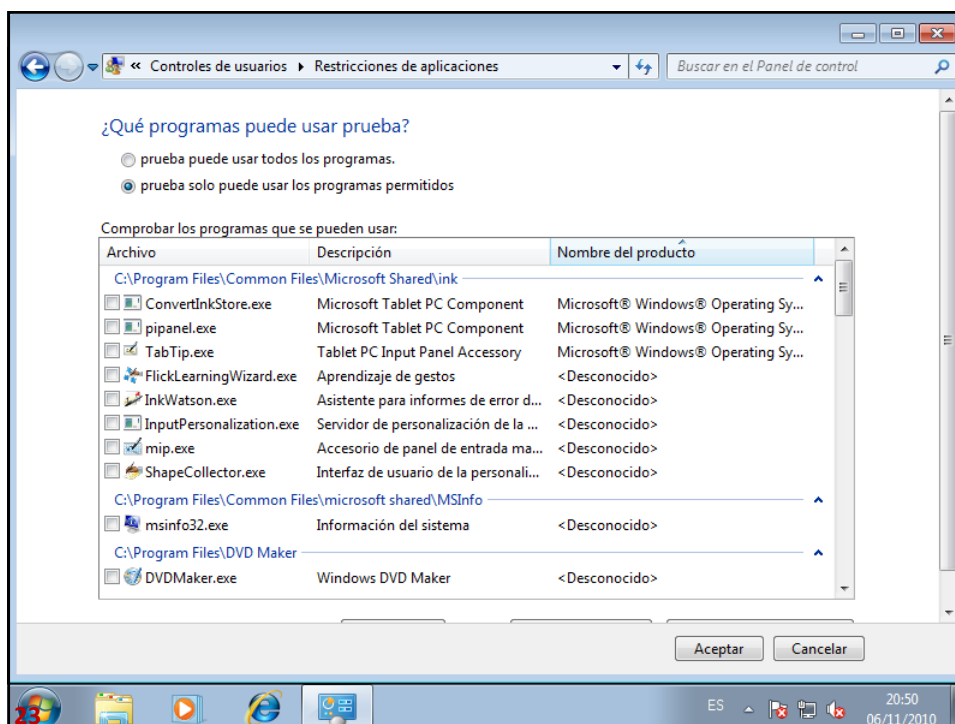 « Controles de usuarios ▸ Restricciones de aplicaciones
Buscar en el Panel de control
¿Qué programas puede usar prueba?
prueba puede usar todos los programas.
prueba solo puede usar los programas permitidos
Comprobar los programas que se pueden usar:
Archivo Descripción Nombre del producto
C:\Program Files\Common Files\Microsoft Shared\ink
ConvertInkStore.exe Microsoft Tablet PC Component Microsoft® Windows® Operating Sy...
pipanel.exe Microsoft Tablet PC Component Microsoft® Windows® Operating Sy...
TabTip.exe Tablet PC Input Panel Accessory Microsoft® Windows® Operating Sy...
FlickLearningWizard.exe Aprendizaje de gestos <Desconocido>
InkWatson.exe Asistente para informes de error d... <Desconocido>
InputPersonalization.exe Servidor de personalización de la ... <Desconocido>
mip.exe Accesorio de panel de entrada ma... <Desconocido>
ShapeCollector.exe Interfaz de usuario de la personali... <Desconocido>
C:\Program Files\Common Files\microsoft shared\MSInfo
msinfo32.exe Información del sistema <Desconocido>
C:\Program Files\DVD Maker
DVDMaker.exe Windows DVD Maker <Desconocido>
Aceptar Cancelar
23
ES
20:50
06/11/2010